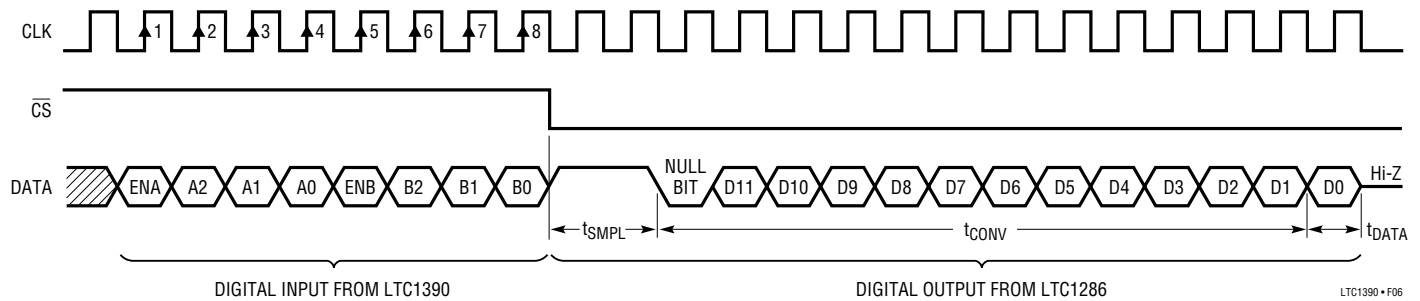 CLK 1 2 3 4 5 6 7 8
CS
DATA ENA A2 A1 A0 ENB B2 B1 B0 NULL BIT D11 D10 D9 D8 D7 D6 D5 D4 D3 D2 D1 D0 Hi-Z
tSMPL tCONV tDATA
DIGITAL INPUT FROM LTC1390 DIGITAL OUTPUT FROM LTC1286
LTC1390 • F06